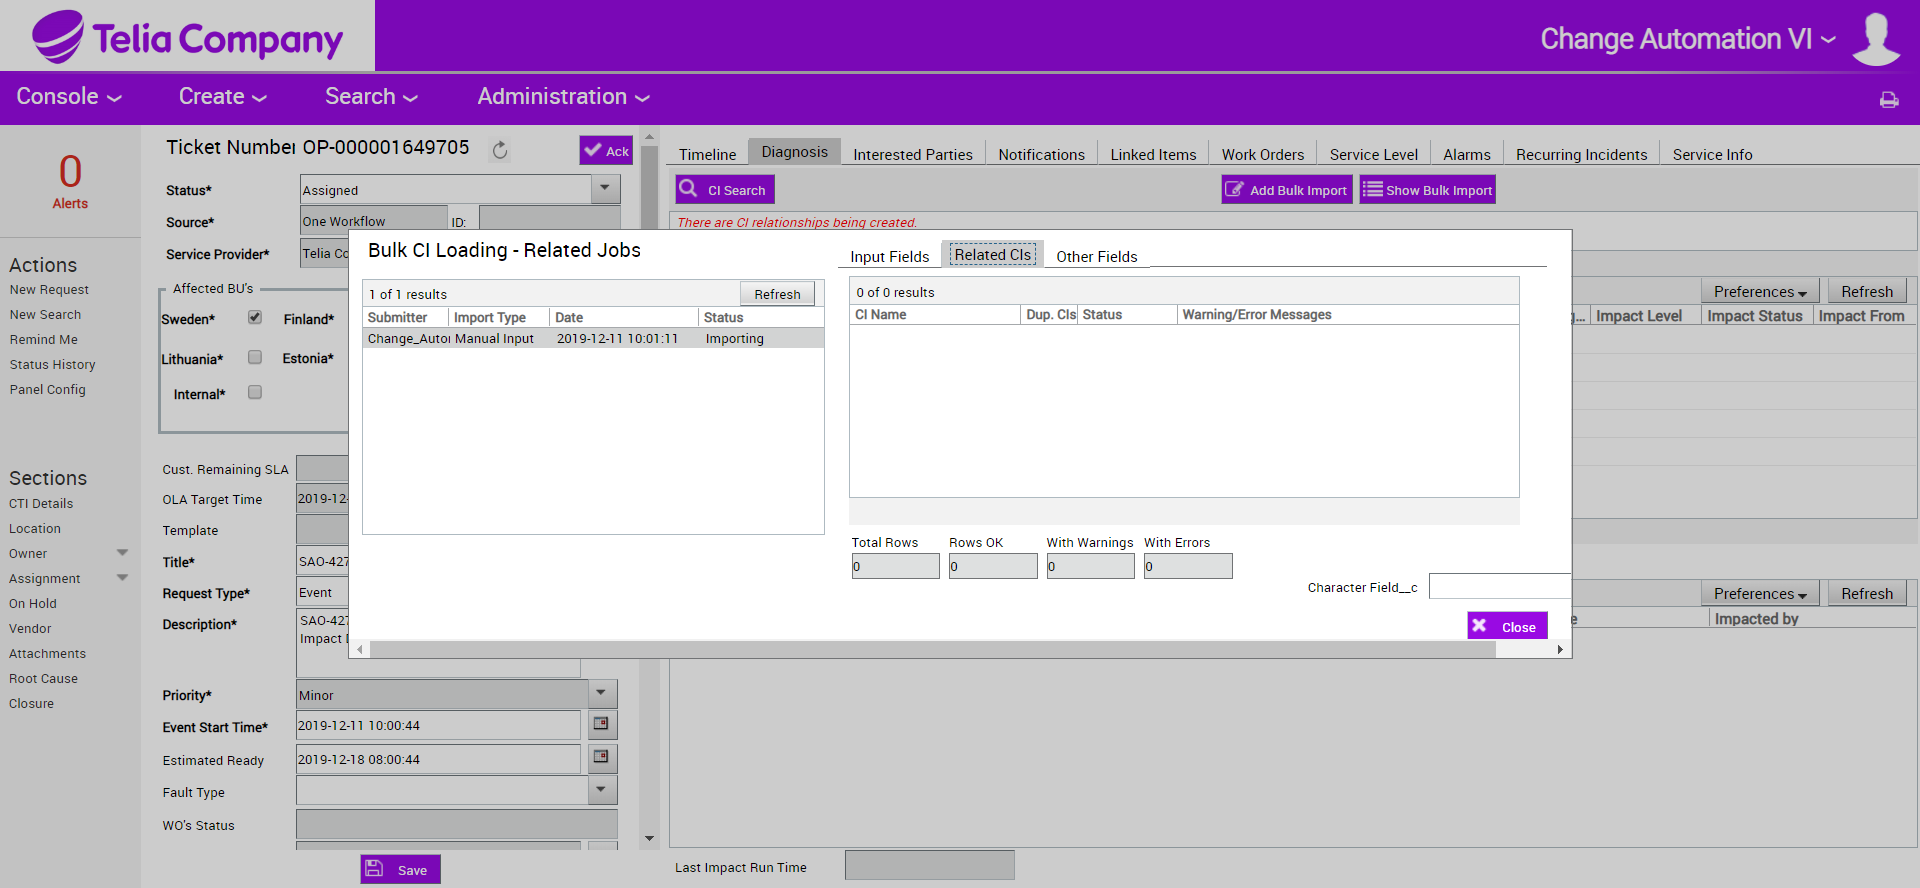 Telia Company
Change Automation VI
Console
Create
Search
Administration
0
Alerts
Actions
New Request
New Search
Remind Me
Status History
Panel Config
Sections
CTI Details
Location
Owner
Assignment
On Hold
Vendor
Attachments
Root Cause
Closure
Ticket Number OP-000001649705
Ack
Status*
Assigned
Source*
One Workflow
ID:
Service Provider*
Telia Co
Affected BU's
Sweden*
Finland*
Lithuania*
Estonia*
Internal*
Cust. Remaining SLA
OLA Target Time
2019-12-
Template
Title*
SAO-427
Request Type*
Event
Description*
SAO-427
Impact
Priority*
Minor
Event Start Time*
2019-12-11 10:00:44
Estimated Ready
2019-12-18 08:00:44
Fault Type
WO's Status
Save
Timeline
Diagnosis
Interested Parties
Notifications
Linked Items
Work Orders
Service Level
Alarms
Recurring Incidents
Service Info
CI Search
Add Bulk Import
Show Bulk Import
There are CI relationships being created.
Bulk CI Loading - Related Jobs
1 of 1 results
Refresh
Submitter
Import Type
Date
Status
Change_Autor
Manual Input
2019-12-11 10:01:11
Importing
Input Fields
Related CIs
Other Fields
0 of 0 results
CI Name
Dup. CIs
Status
Warning/Error Messages
Total Rows
Rows OK
With Warnings
With Errors
0
0
0
0
Character Field__c
Close
Preferences
Refresh
g...
Impact Level
Impact Status
Impact From
Preferences
Refresh
e
Impacted by
Last Impact Run Time